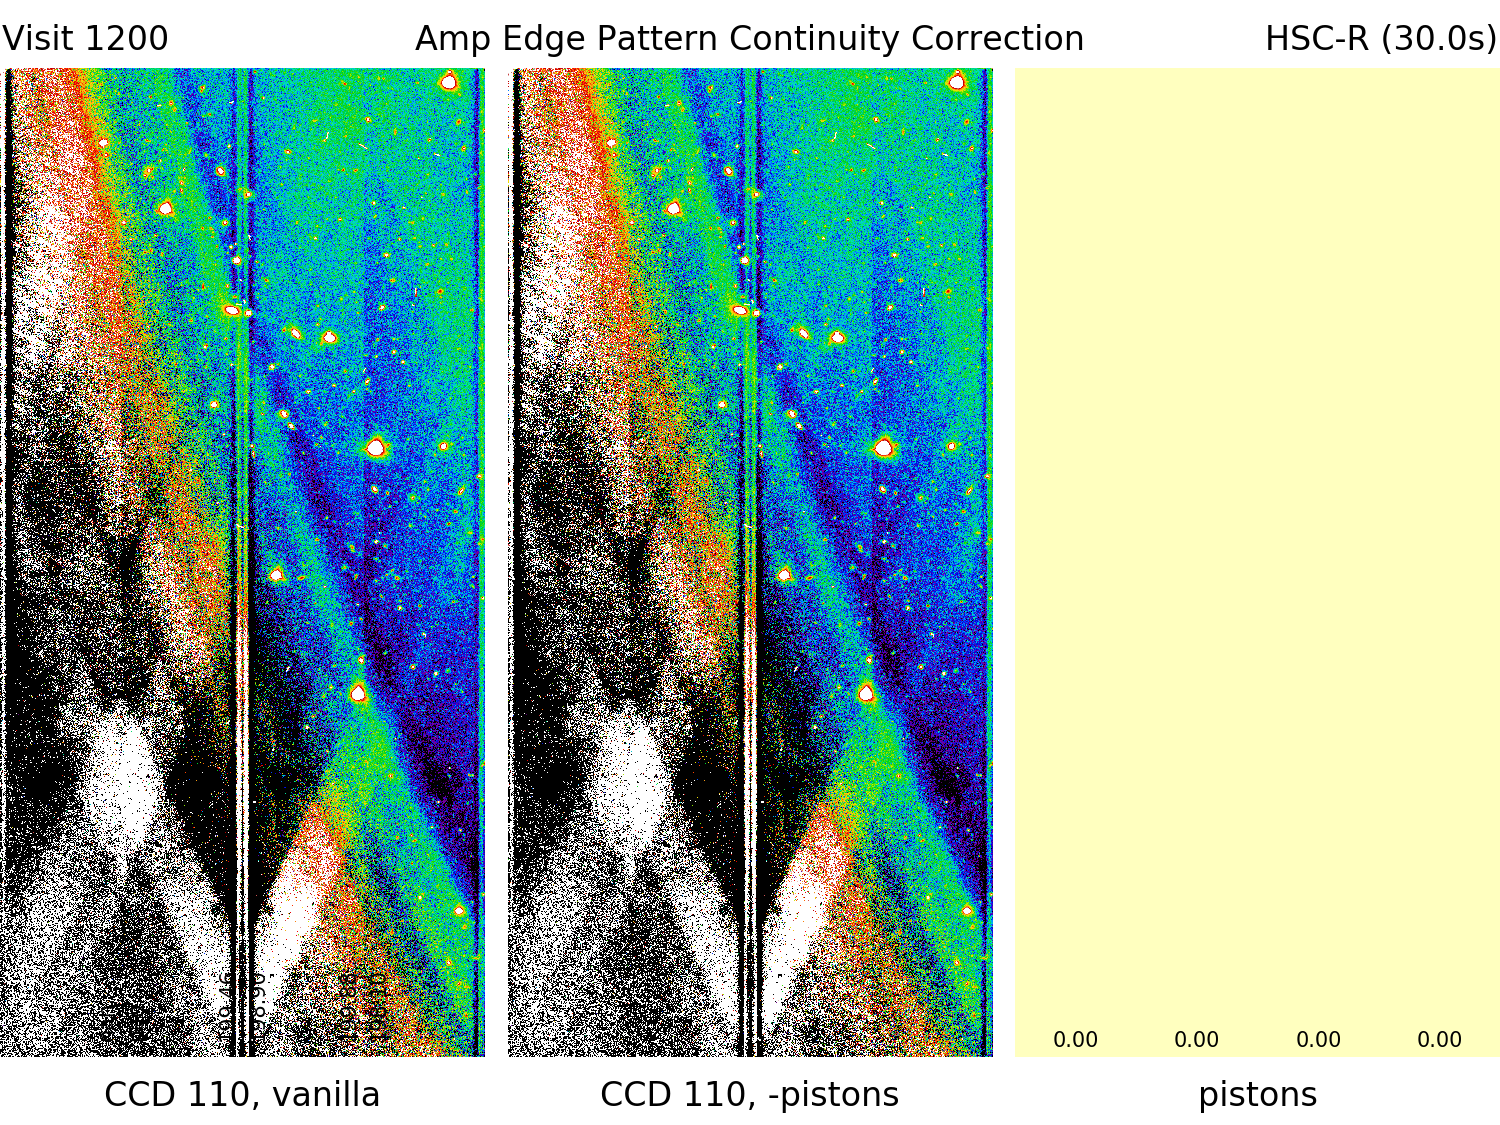 Visit 1200
Amp Edge Pattern Continuity Correction
HSC-R (30.0s)
0.00 0.00 0.00 0.00
CCD 110, vanilla
CCD 110, -pistons
pistons